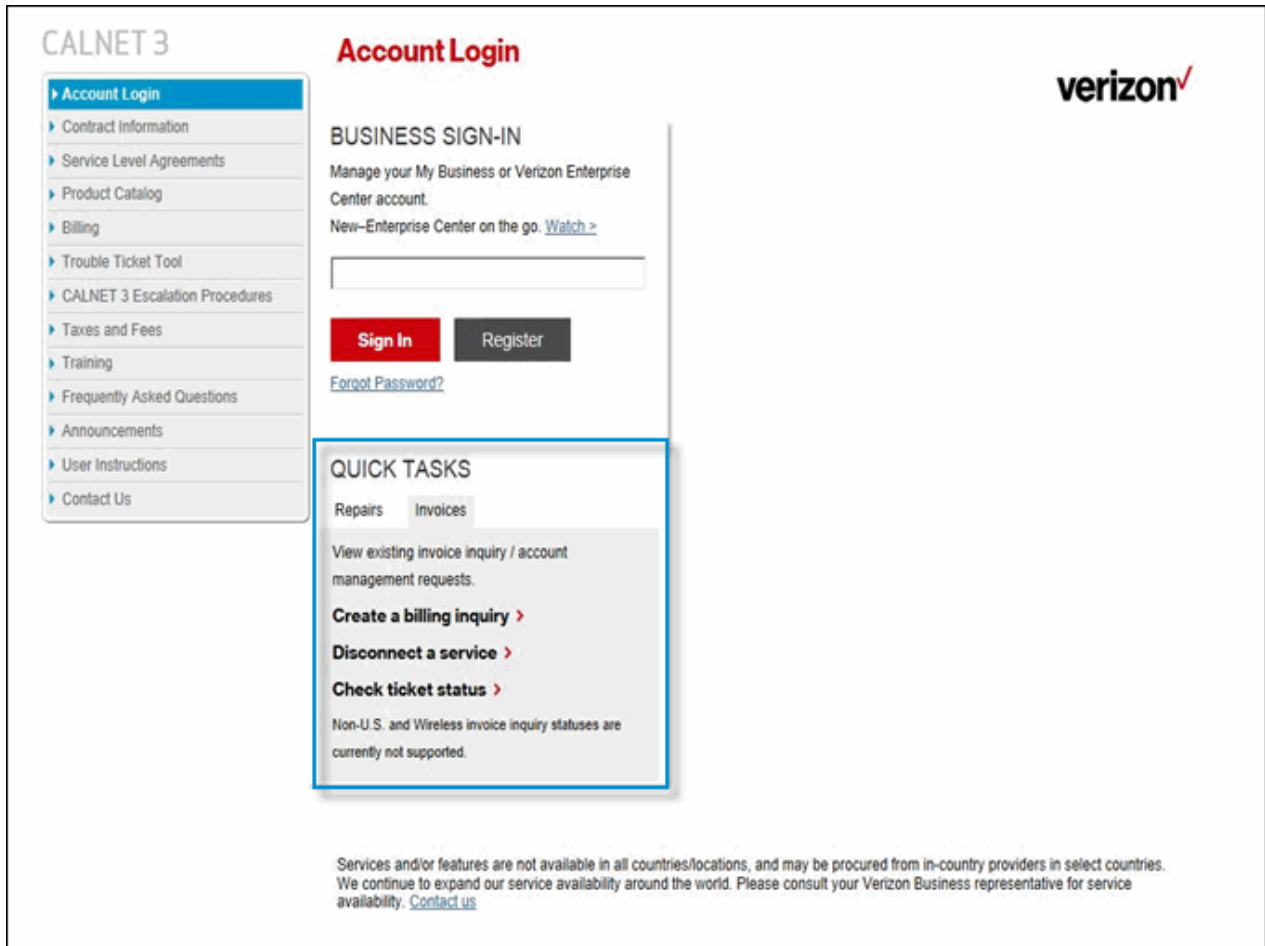 CALNET 3
Account Login
verizon
Account Login
Contract Information
Service Level Agreements
Product Catalog
Billing
Trouble Ticket Tool
CALNET 3 Escalation Procedures
Taxes and Fees
Training
Frequently Asked Questions
Announcements
User Instructions
Contact Us
BUSINESS SIGN-IN
Manage your My Business or Verizon Enterprise
Center account.
New–Enterprise Center on the go. Watch >
Sign In
Register
Forgot Password?
QUICK TASKS
Repairs
Invoices
View existing invoice inquiry / account
management requests.
Create a billing inquiry >
Disconnect a service >
Check ticket status >
Non-U.S. and Wireless invoice inquiry statuses are
currently not supported.
Services and/or features are not available in all countries/locations, and may be procured from in-country providers in select countries.
We continue to expand our service availability around the world. Please consult your Verizon Business representative for service
availability. Contact us